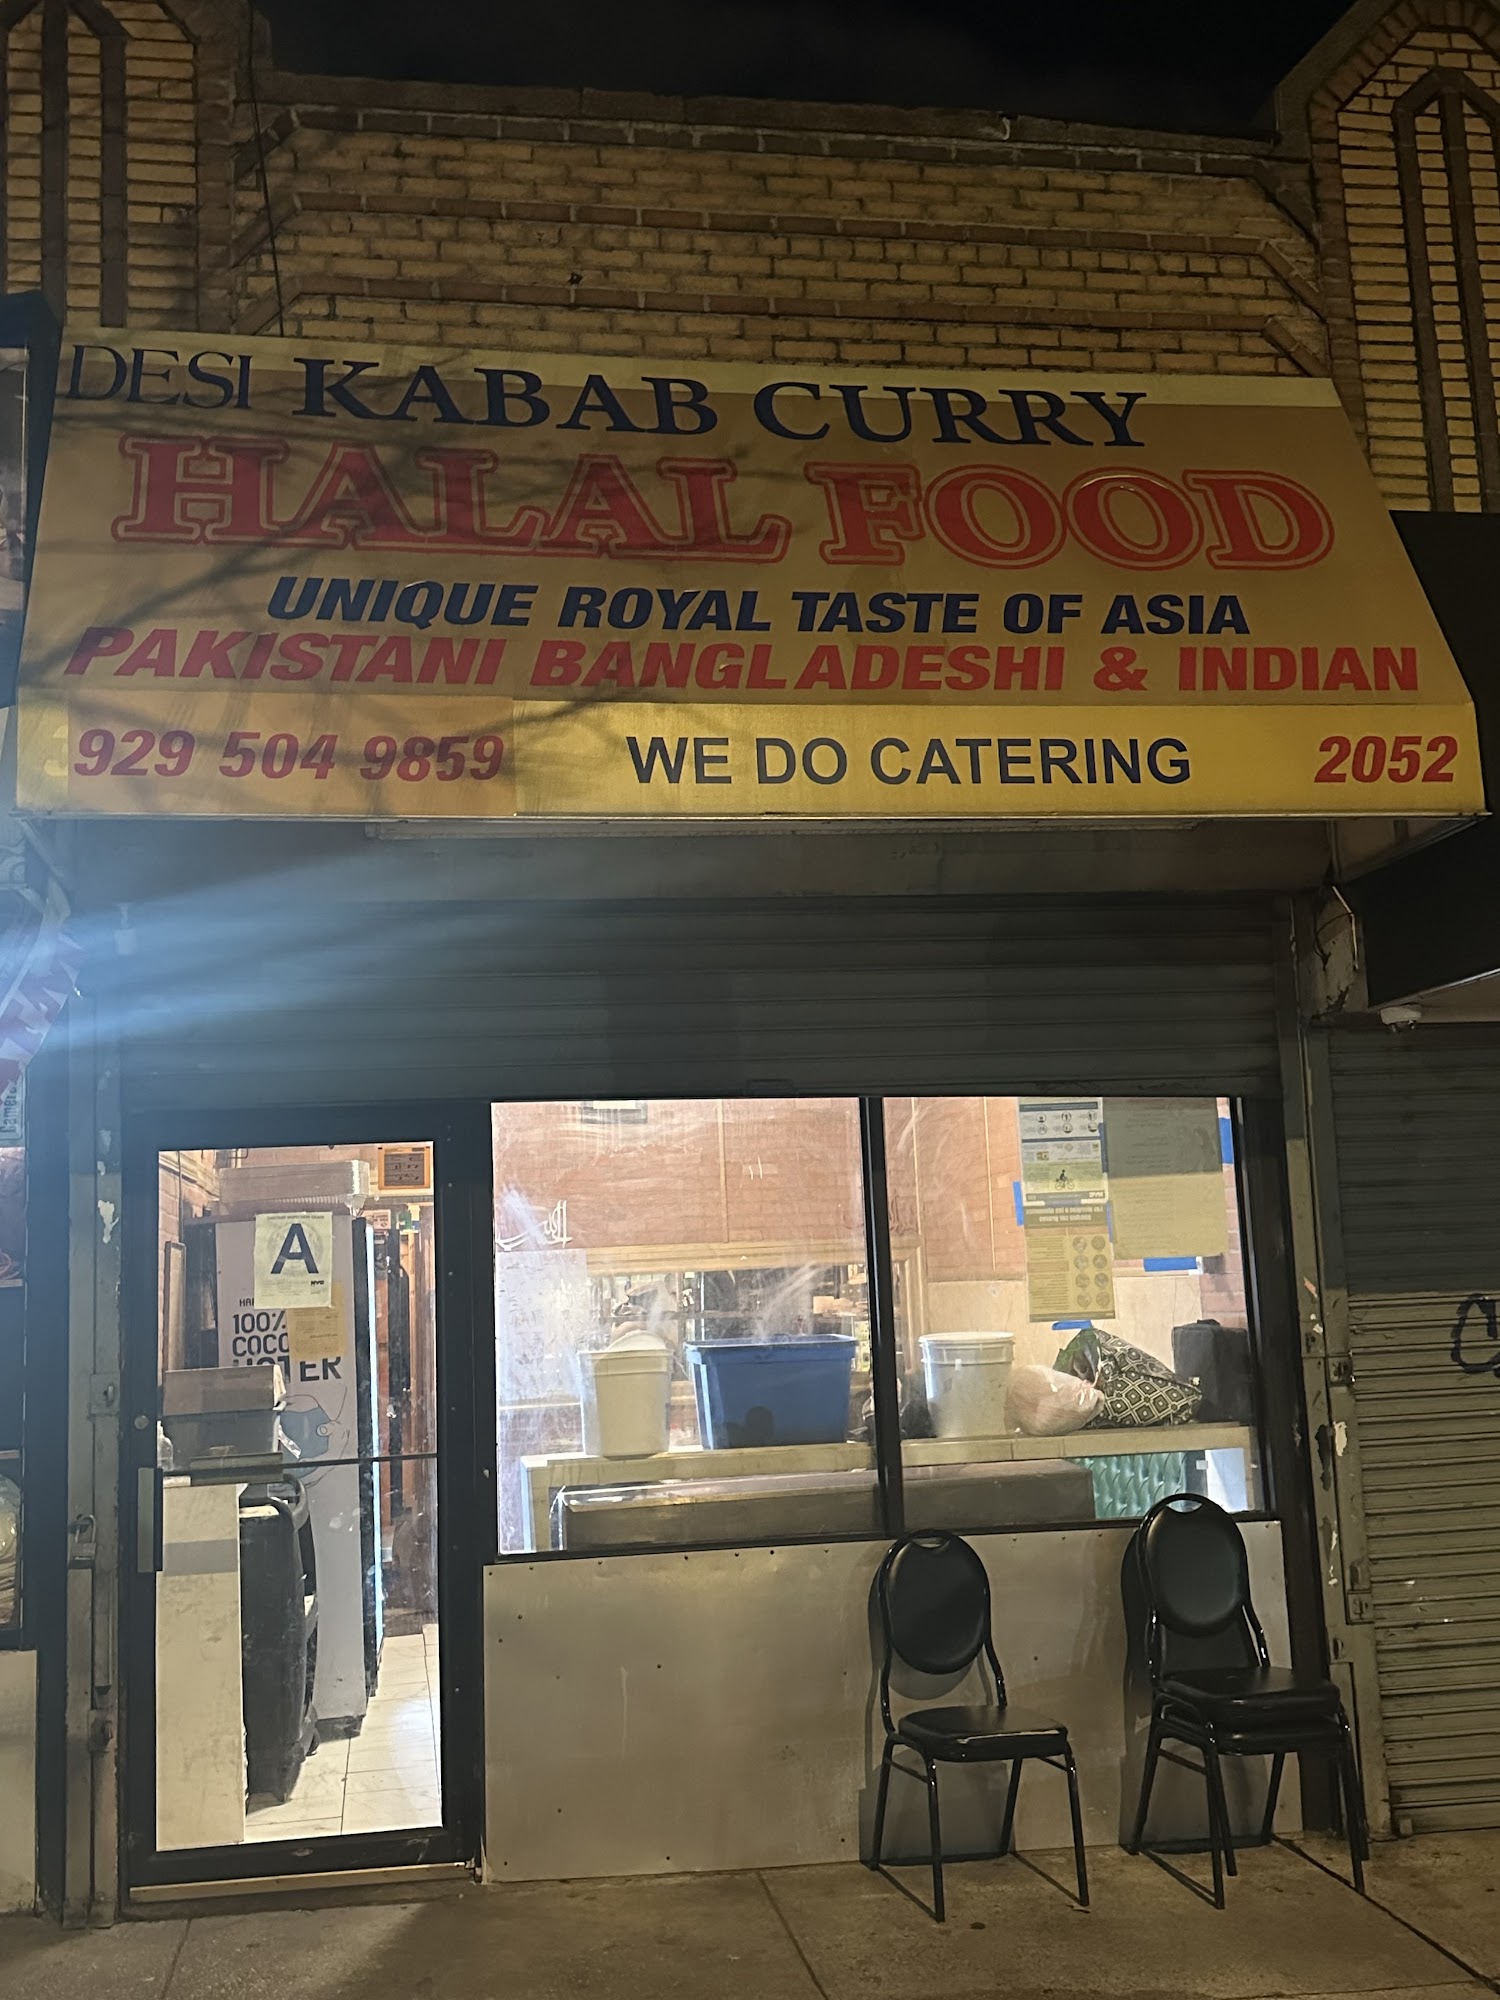 DESI KABAB CURRY
HALAL FOOD
UNIQUE ROYAL TASTE OF ASIA
PAKISTANI BANGLADESHI & INDIAN
929 504 9859 WE DO CATERING 2052
A
100%
COCO